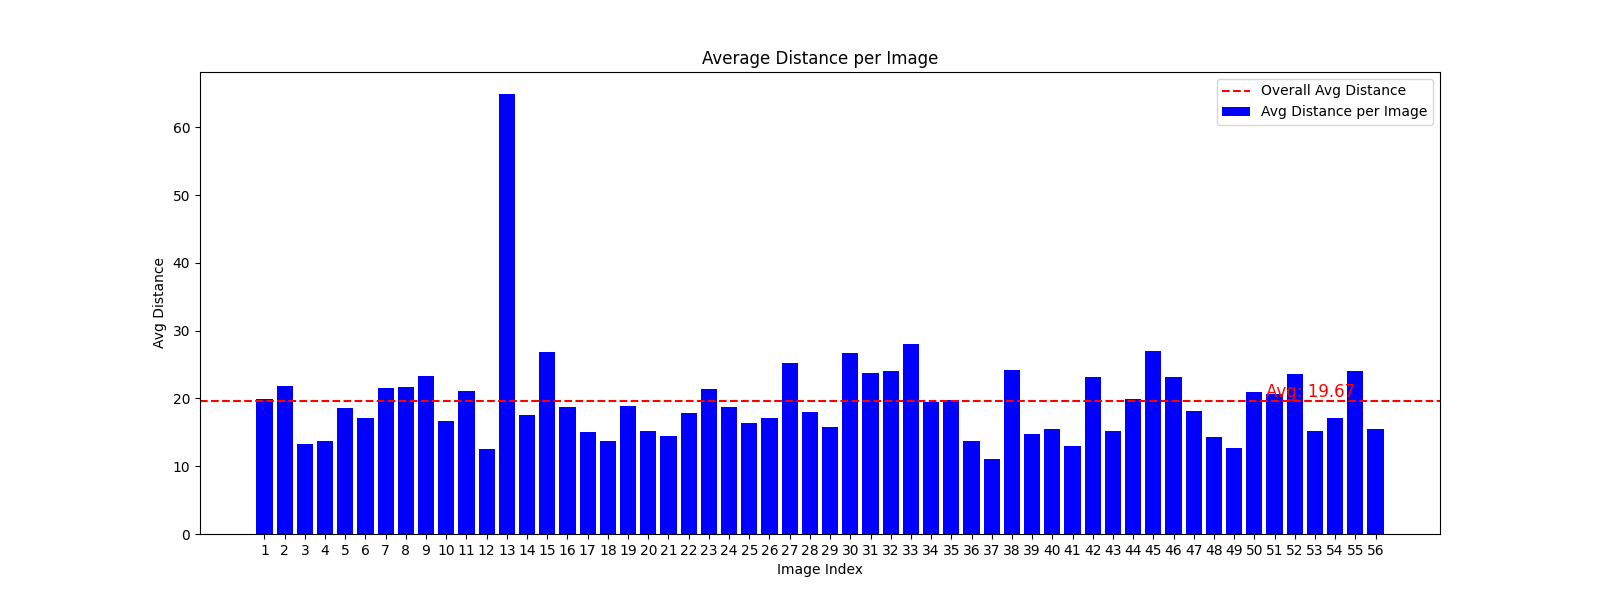 Average Distance per Image
Overall Avg Distance
Avg Distance per Image
60
50
40
30
20
10
0
Avg Distance
Avg: 19.67
1 2 3 4 5 6 7 8 9 10 11 12 13 14 15 16 17 18 19 20 21 22 23 24 25 26 27 28 29 30 31 32 33 34 35 36 37 38 39 40 41 42 43 44 45 46 47 48 49 50 51 52 53 54 55 56
Image Index